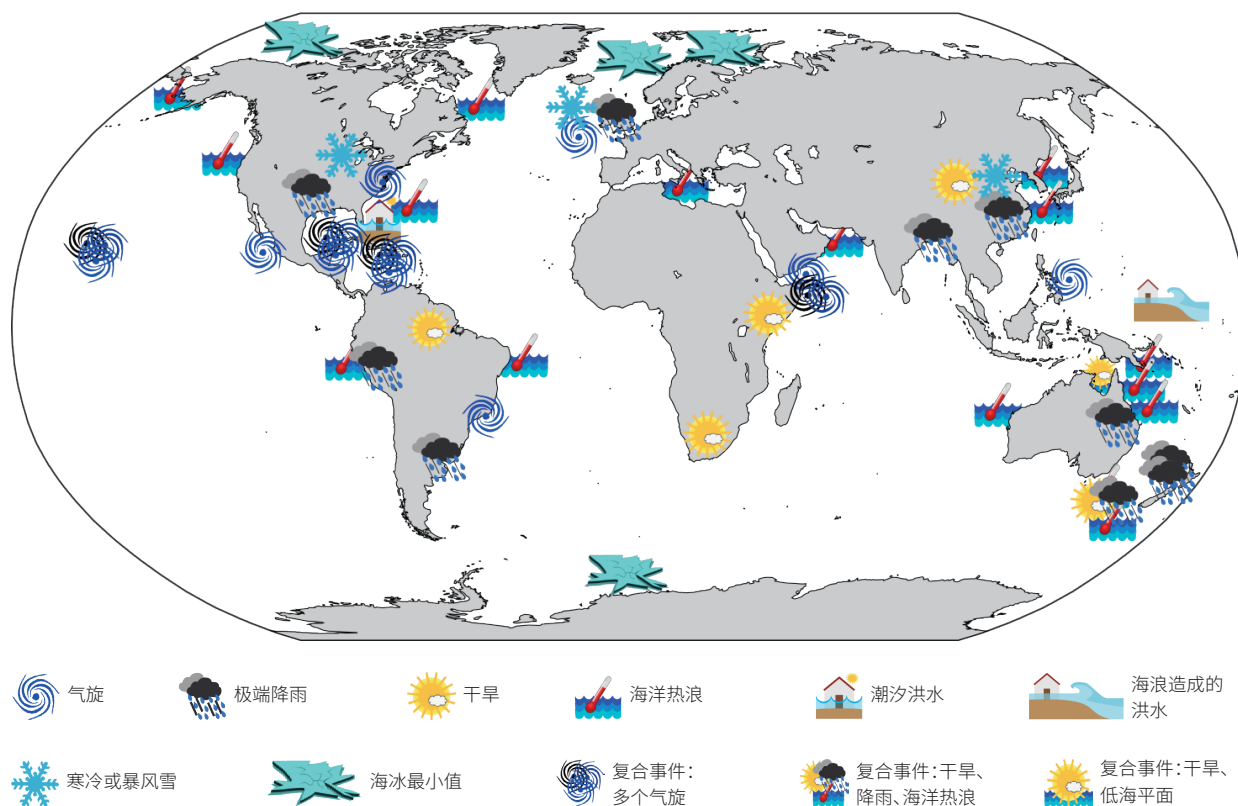 气旋
极端降雨
干旱
海洋热浪
潮汐洪水
海浪造成的
洪水
寒冷或暴风雪
海冰最小值
复合事件：
多个气旋
复合事件：干旱、
降雨、海洋热浪
复合事件：干旱、
低海平面